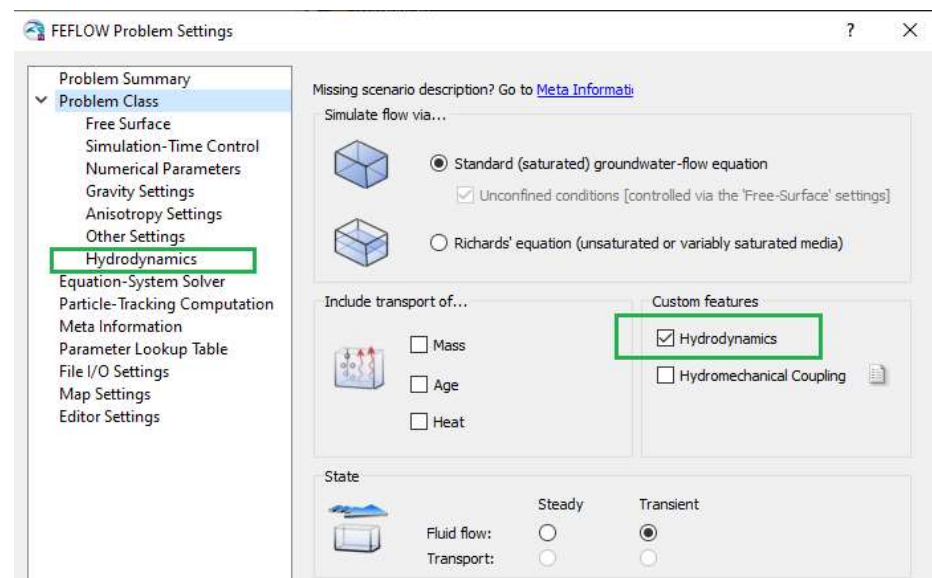 FEFLOW Problem Settings
?
Problem Summary
Problem Class
Free Surface
Simulation-Time Control
Numerical Parameters
Gravity Settings
Anisotropy Settings
Other Settings
Hydrodynamics
Equation-System Solver
Particle-Tracking Computation
Meta Information
Parameter Lookup Table
File I/O Settings
Map Settings
Editor Settings
Missing scenario description? Go to Meta Informati
Simulate flow via...
Standard (saturated) groundwater-flow equation
Unconfined conditions [controlled via the 'Free-Surface' settings]
Richards' equation (unsaturated or variably saturated media)
Include transport of...
Mass
Age
Heat
Custom features
Hydrodynamics
Hydromechanical Coupling
State
Steady Transient
Fluid flow:
Transport: